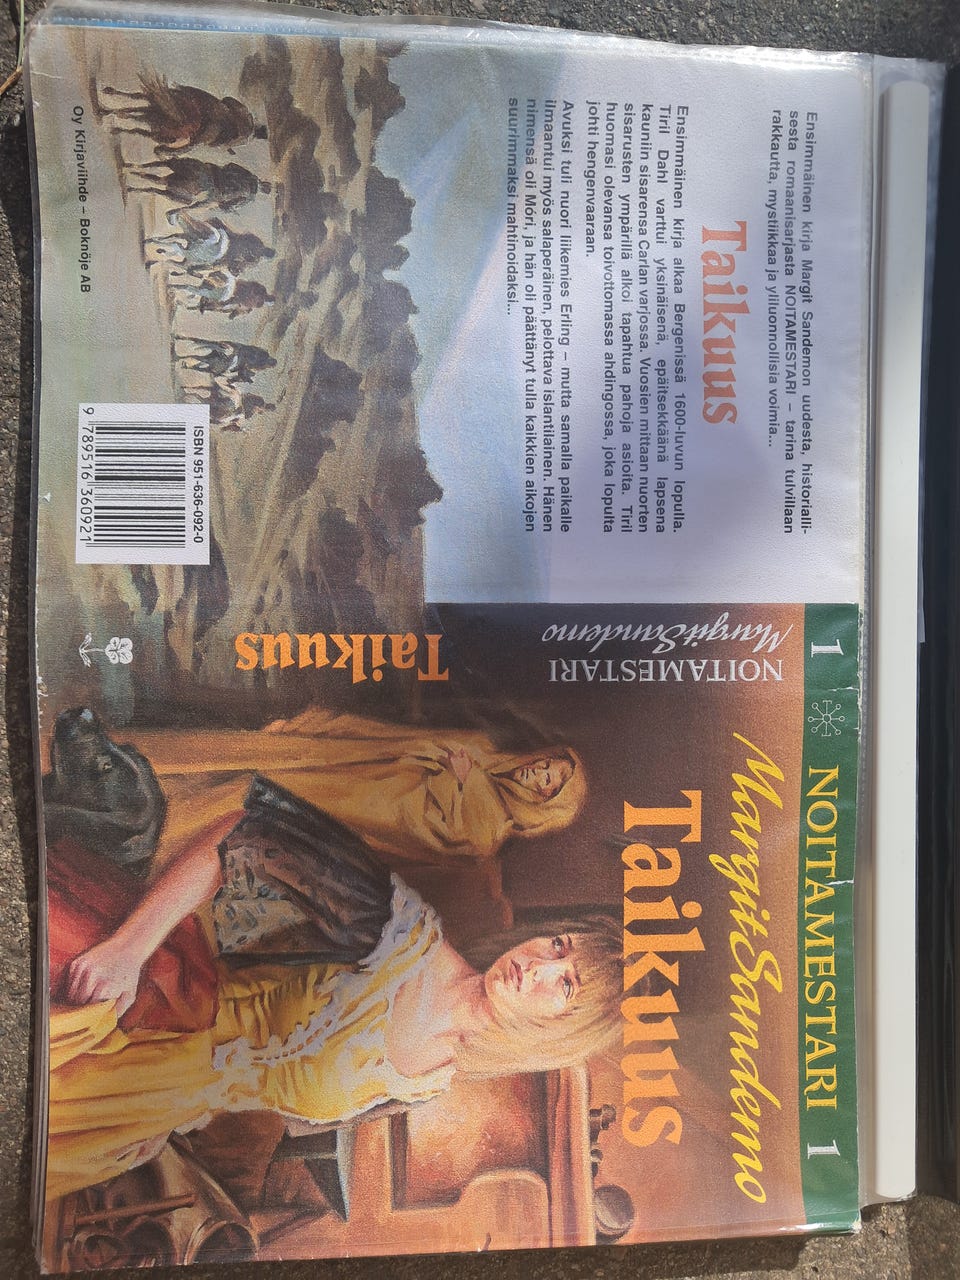 Ensimmäinen kirja Margit Sandemon uudesta, historialli-
sesta romaanisarjasta NOITAMESTARI – tarina tulvillaan
rakkautta, mystiikkaa ja yliluonnollisia voimia...
Taikuus
Ensimmäinen kirja alkaa Bergenissä 1600-luvun lopulla.
Tiril Dahl varttui yksinäisenä, epäitsekkäänä lapsena
kauniin sisarensa Carlan varjossa. Vuosien mittaan nuorten
sisarusten ympärillä alkoi tapahtua pahoja asioita. Tiril
huomasi olevansa toivottomassa ahdingossa, joka lopulta
johti hengenvaaraan.
Avuksi tuli nuori liikemies Erling – mutta samalla paikalle
ilmaantui myös salaperäinen, pelottava islantilainen. Hänen
nimensä oli Móri, ja hän oli päättänyt tulla kaikkien aikojen
suurimmaksi mahtinoidaksi...
ISBN 951-636-092-0
9 789516 360921
Oy Kirjaviinde – Boknöje AB
1
Margit Sandemo
NOITAMESTARI
Taikuus
NOITAMESTARI 1
Margit Sandemo
Taikuus